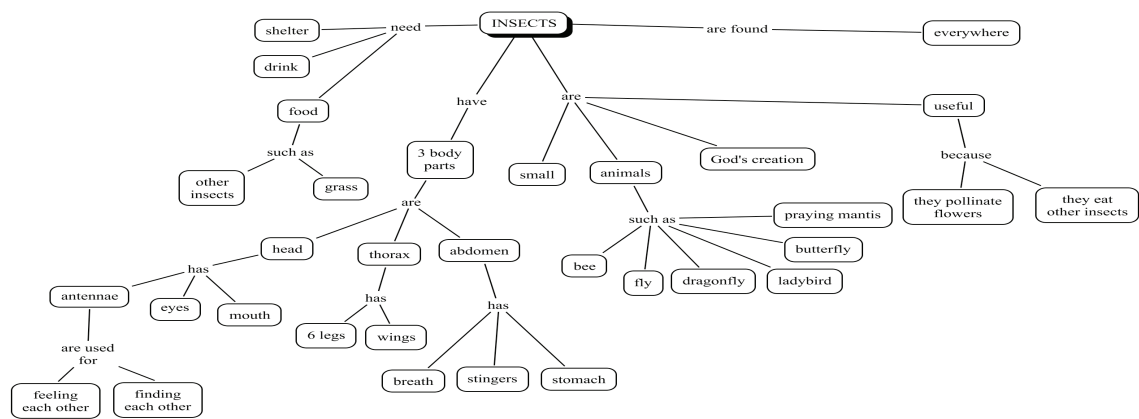 INSECTS
need
shelter
drink
food
such as
other
insects
grass
have
3 body
parts
are
head
has
antennae
eyes
mouth
are used
for
feeling
each other
finding
each other
thorax
has
6 legs
wings
abdomen
has
breath
stingers
stomach
are
small
animals
such as
bee
fly
dragonfly
ladybird
butterfly
praying mantis
God's creation
useful
because
they pollinate
flowers
they eat
other insects
are found
everywhere